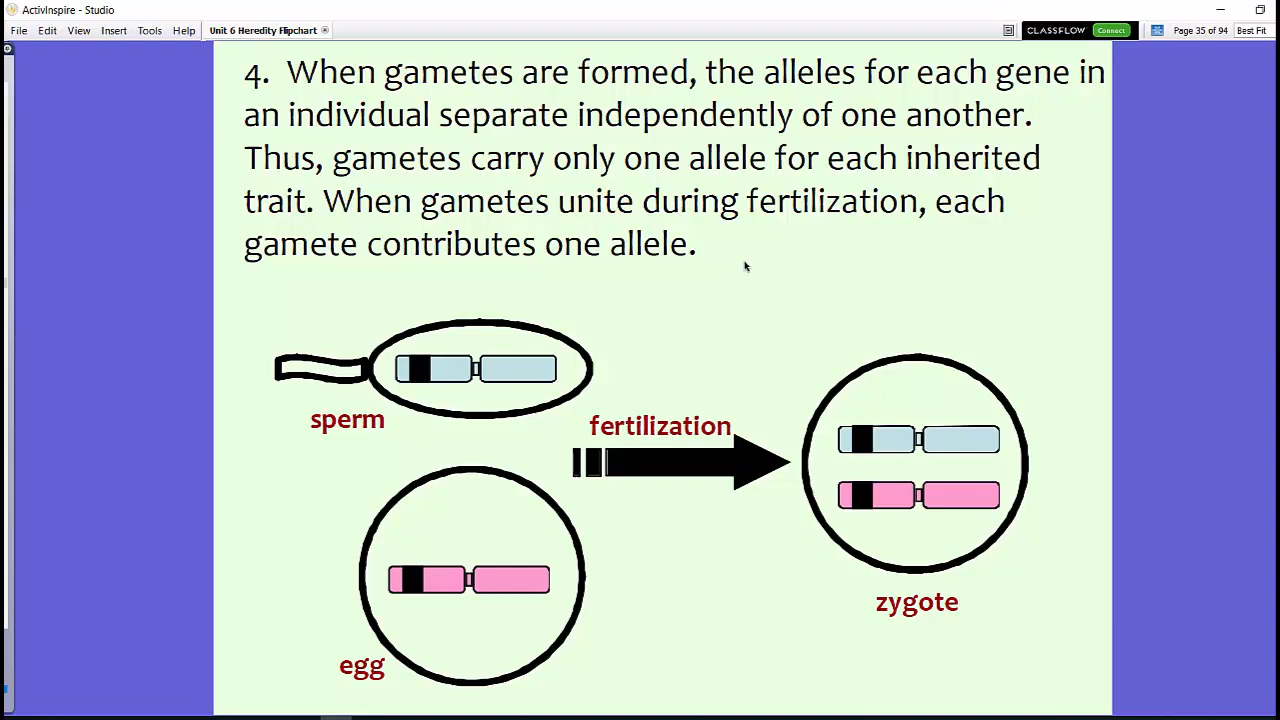 ActivInspire - Studio
File Edit View Insert Tools Help Unit 6 Heredity Flipchart CLASSFLOW Connect Page 35 of 94 Best Fit
4. When gametes are formed, the alleles for each gene in
an individual separate independently of one another.
Thus, gametes carry only one allele for each inherited
trait. When gametes unite during fertilization, each
gamete contributes one allele.
sperm
fertilization
egg
zygote